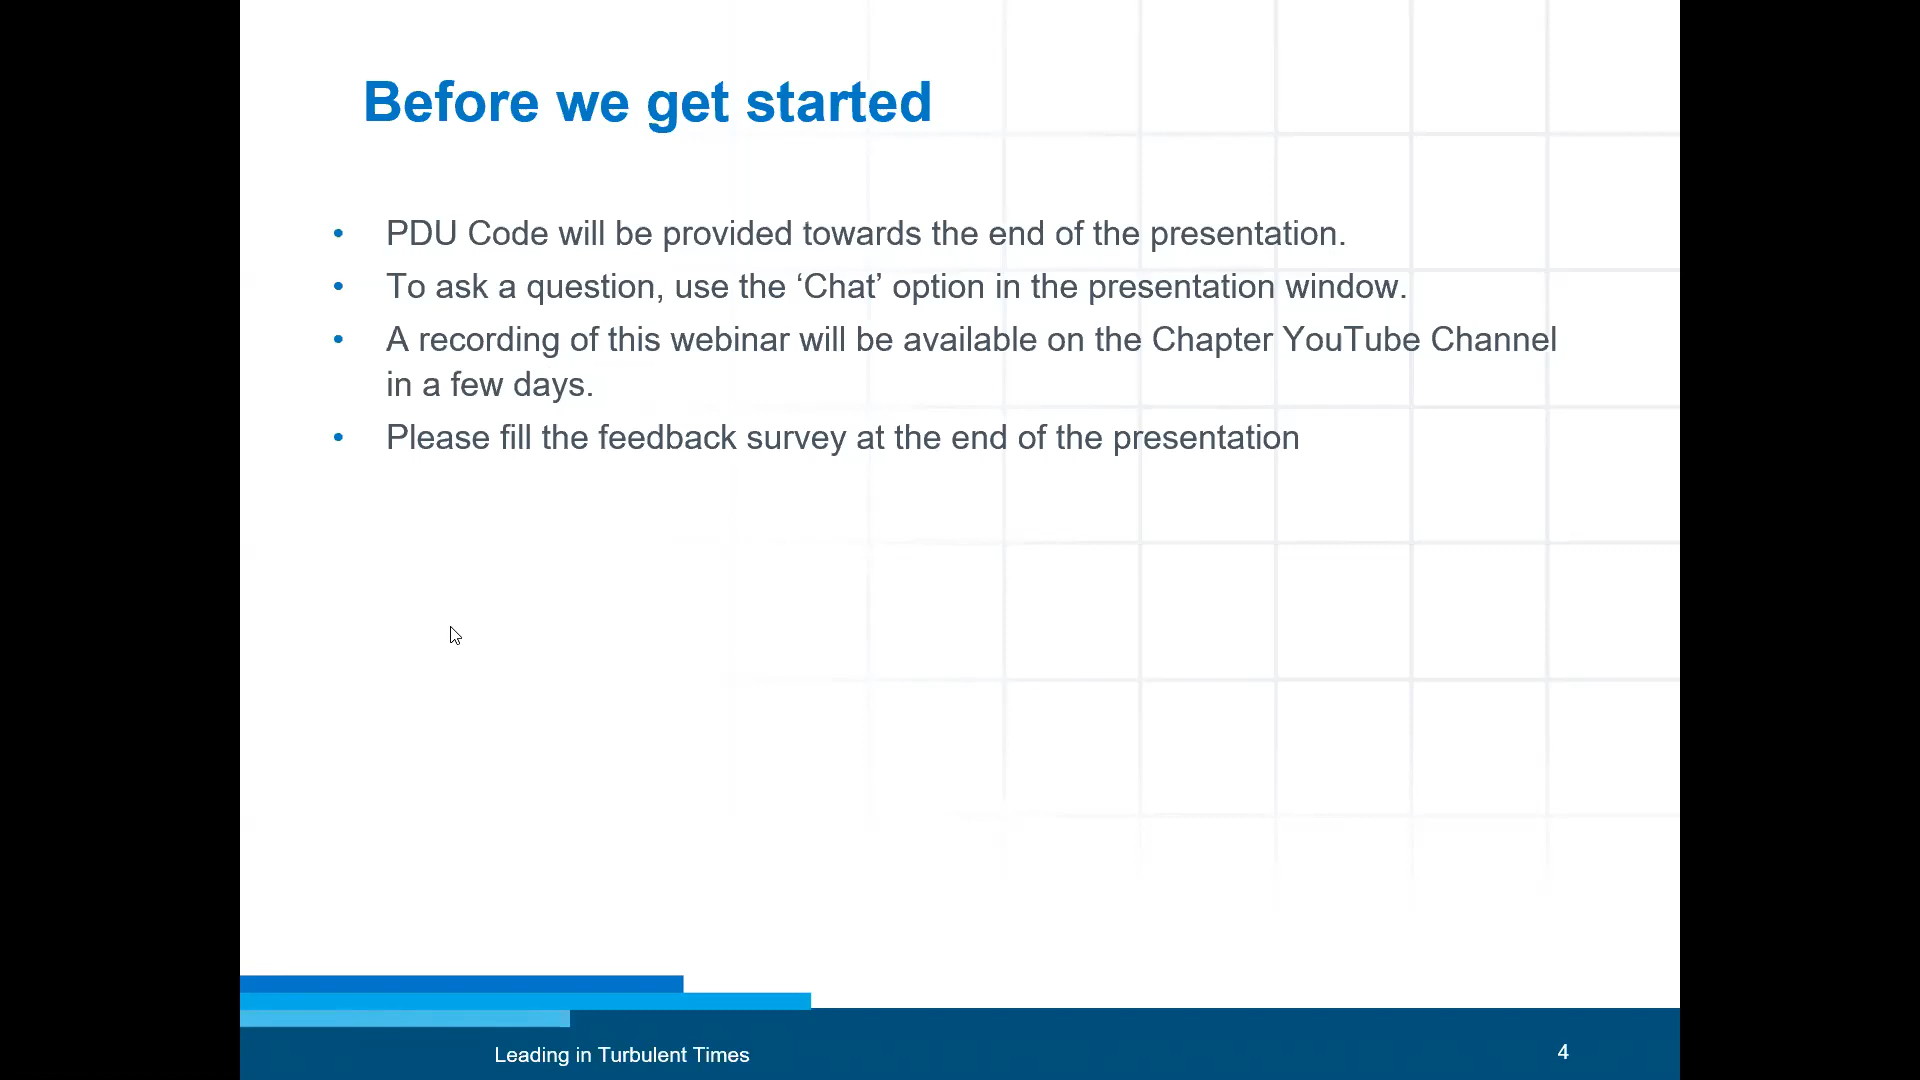 Before we get started
• PDU Code will be provided towards the end of the presentation.
• To ask a question, use the ‘Chat’ option in the presentation window.
• A recording of this webinar will be available on the Chapter YouTube Channel
in a few days.
• Please fill the feedback survey at the end of the presentation
Leading in Turbulent Times
4